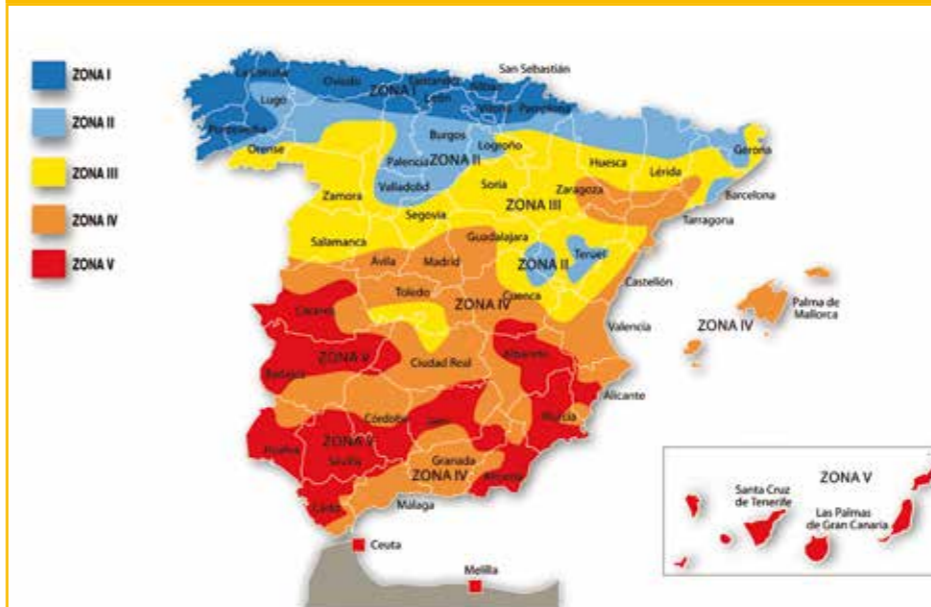 ZONA I
ZONA II
ZONA III
ZONA IV
ZONA V
La Coruña
Oviedo
Santander
Bilbao
San Sebastián
ZONA I
León
Vitoria
Pamplona
Lugo
Pontevedra
Orense
Burgos
Logroño
Palencia
ZONA II
Huesca
Lérida
Gerona
Valladolid
Soria
Zaragoza
Barcelona
Zamora
ZONA III
Tarragona
Segovia
Salamanca
Guadalajara
Ávila
Madrid
Teruel
ZONA II
Castellón
Toledo
Cuenca
ZONA IV
Cáceres
Valencia
ZONA IV
Palma de
Mallorca
ZONA V
Ciudad Real
Albacete
Badajoz
Alicante
Córdoba
Jaén
Murcia
Huelva
ZONA V
Sevilla
Granada
ZONA IV
Almería
Cádiz
Málaga
Ceuta
Melilla
ZONA V
Santa Cruz
de Tenerife
Las Palmas
de Gran Canaria